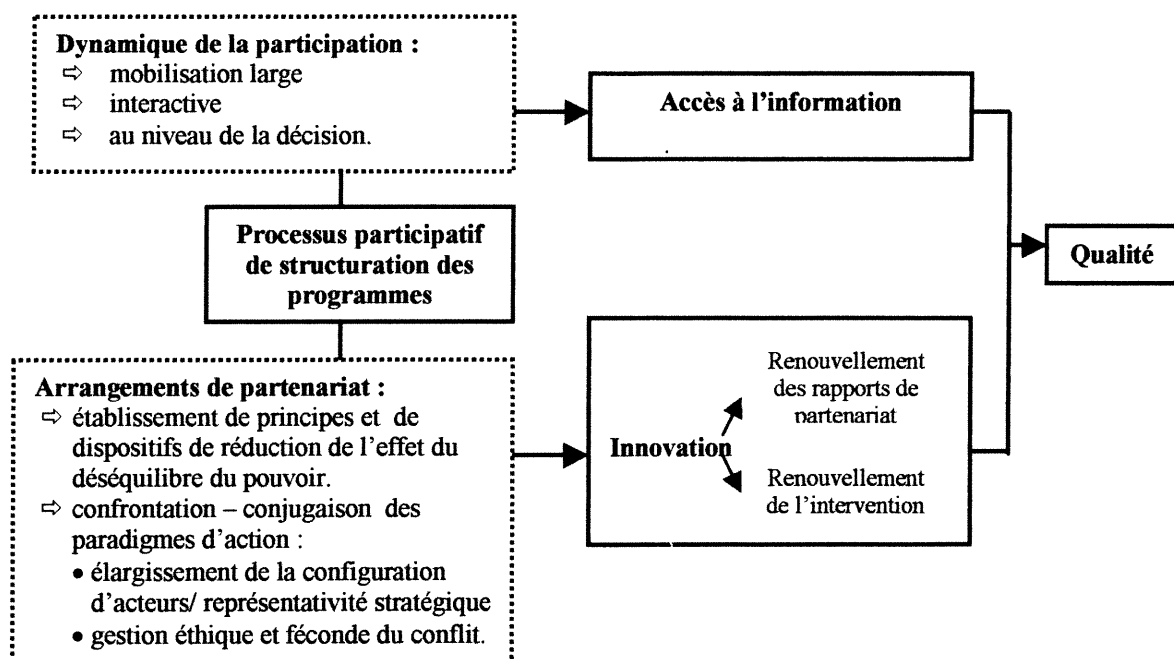 Dynamique de la participation :
⇨ mobilisation large
⇨ interactive
⇨ au niveau de la décision.
Accès à l'information
Processus participatif
de structuration des
programmes
Qualité
Arrangements de partenariat :
⇨ établissement de principes et de
dispositifs de réduction de l'effet du
déséquilibre du pouvoir.
⇨ confrontation – conjugaison des
paradigmes d'action :
• élargissement de la configuration
d'acteurs/ représentativité stratégique
• gestion éthique et féconde du conflit.
Innovation
Renouvellement
des rapports de
partenariat
Renouvellement
de l'intervention